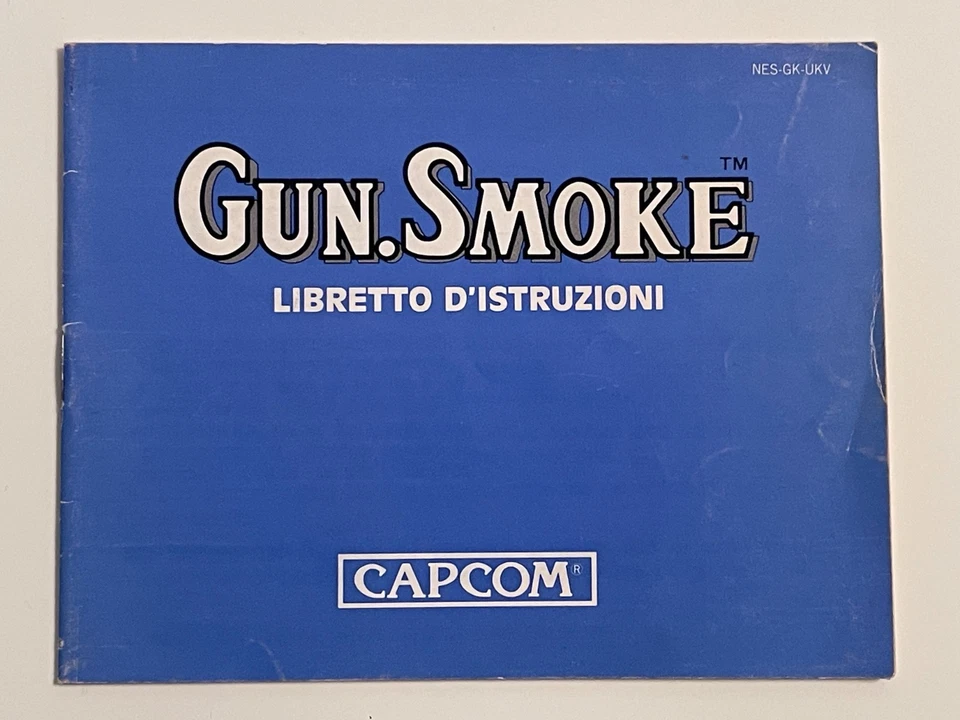 NES-GK-UKV
GUN.SMOKE™
LIBRETTO D'ISTRUZIONI
CAPCOM®